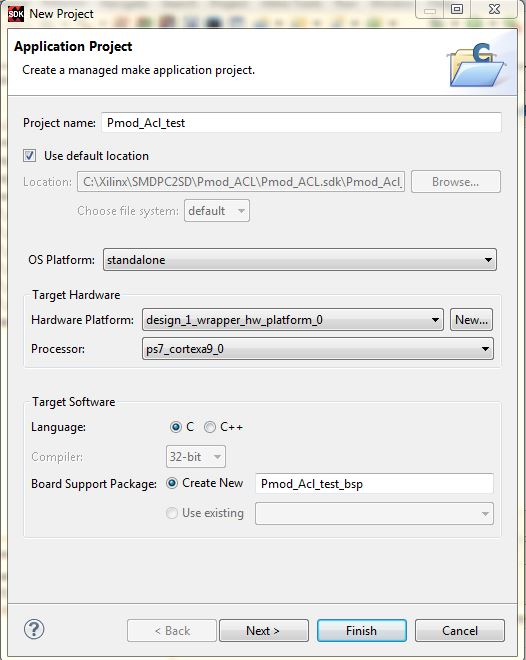 SDK New Project
Application Project
Create a managed make application project.
C
Project name: Pmod_Acl_test
Use default location
Location: C:\Xilinx\SMDPC2SD\Pmod_ACL\Pmod_ACL.sdk\Pmod_Acl_ Browse...
Choose file system: default
OS Platform: standalone
Target Hardware
Hardware Platform: design_1_wrapper_hw_platform_0 New...
Processor: ps7_cortexa9_0
Target Software
Language: C C++
Compiler: 32-bit
Board Support Package: Create New Pmod_Acl_test_bsp
Use existing
? < Back Next > Finish Cancel